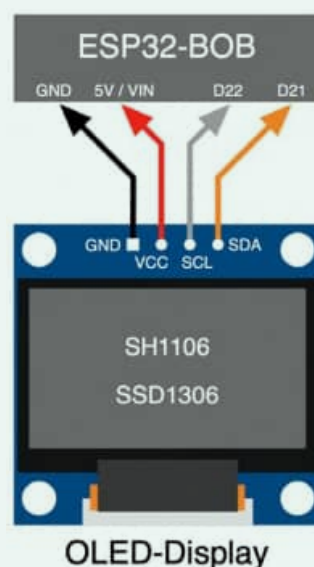 ESP32-BOB
GND 5V / VIN D22 D21
GND VCC SCL SDA
SH1106
SSD1306
OLED-Display